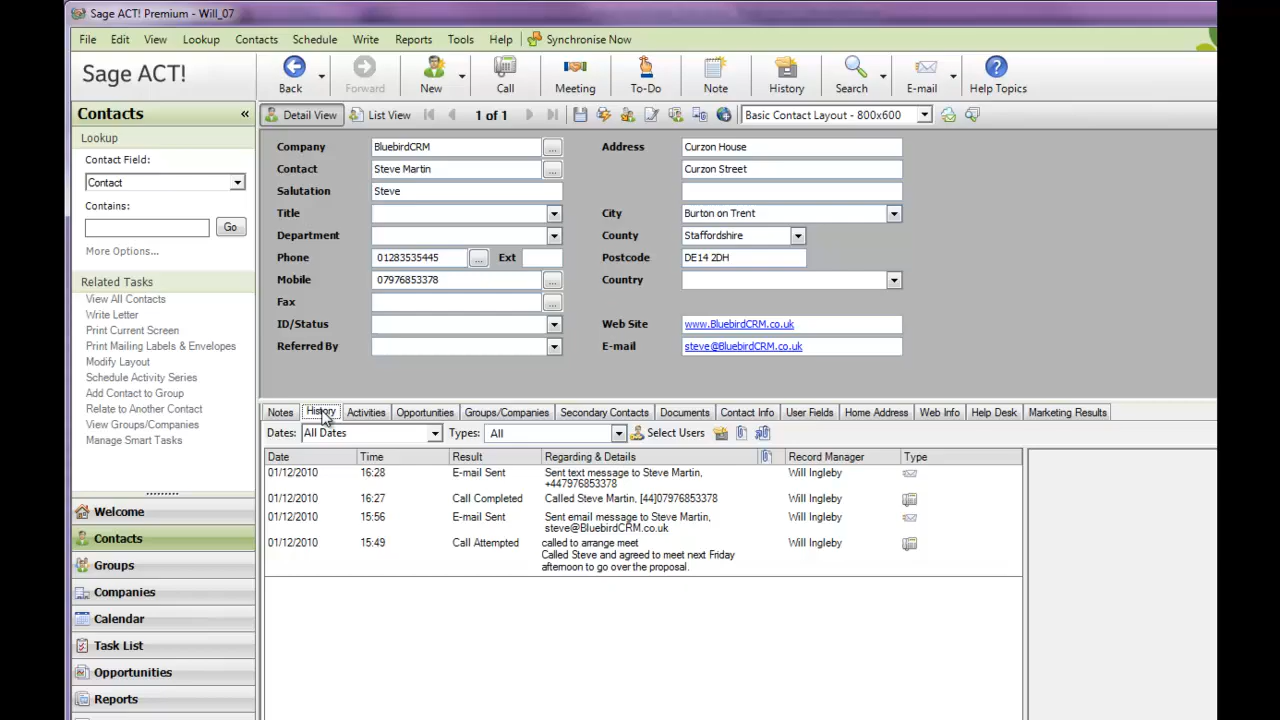 Sage ACT! Premium - Will_07
File Edit View Lookup Contacts Schedule Write Reports Tools Help Synchronise Now
Sage ACT!
Back Forward New Call Meeting To-Do Note History Search E-mail Help Topics
Contacts «
Detail View List View 1 of 1 Basic Contact Layout - 800x600
Lookup
Contact Field:
Contact
Contains:
Go
More Options...
Related Tasks
View All Contacts
Write Letter
Print Current Screen
Print Mailing Labels & Envelopes
Modify Layout
Schedule Activity Series
Add Contact to Group
Relate to Another Contact
View Groups/Companies
Manage Smart Tasks
Welcome
Contacts
Groups
Companies
Calendar
Task List
Opportunities
Reports
Company BluebirdCRM ... Address Curzon House
Contact Steve Martin ... Curzon Street
Salutation Steve
Title City Burton on Trent
Department County Staffordshire
Phone 01283535445 ... Ext Postcode DE14 2DH
Mobile 07976853378 ... Country
Fax ...
ID/Status Web Site www.BluebirdCRM.co.uk
Referred By E-mail steve@BluebirdCRM.co.uk
Notes History Activities Opportunities Groups/Companies Secondary Contacts Documents Contact Info User Fields Home Address Web Info Help Desk Marketing Results
Dates: All Dates Types: All Select Users
Date Time Result Regarding & Details Record Manager Type
01/12/2010 16:28 E-mail Sent Sent text message to Steve Martin, Will Ingleby
+447976853378
01/12/2010 16:27 Call Completed Called Steve Martin, [44]07976853378 Will Ingleby
01/12/2010 15:56 E-mail Sent Sent email message to Steve Martin, Will Ingleby
steve@BluebirdCRM.co.uk
01/12/2010 15:49 Call Attempted called to arrange meet Will Ingleby
Called Steve and agreed to meet next Friday
afternoon to go over the proposal.